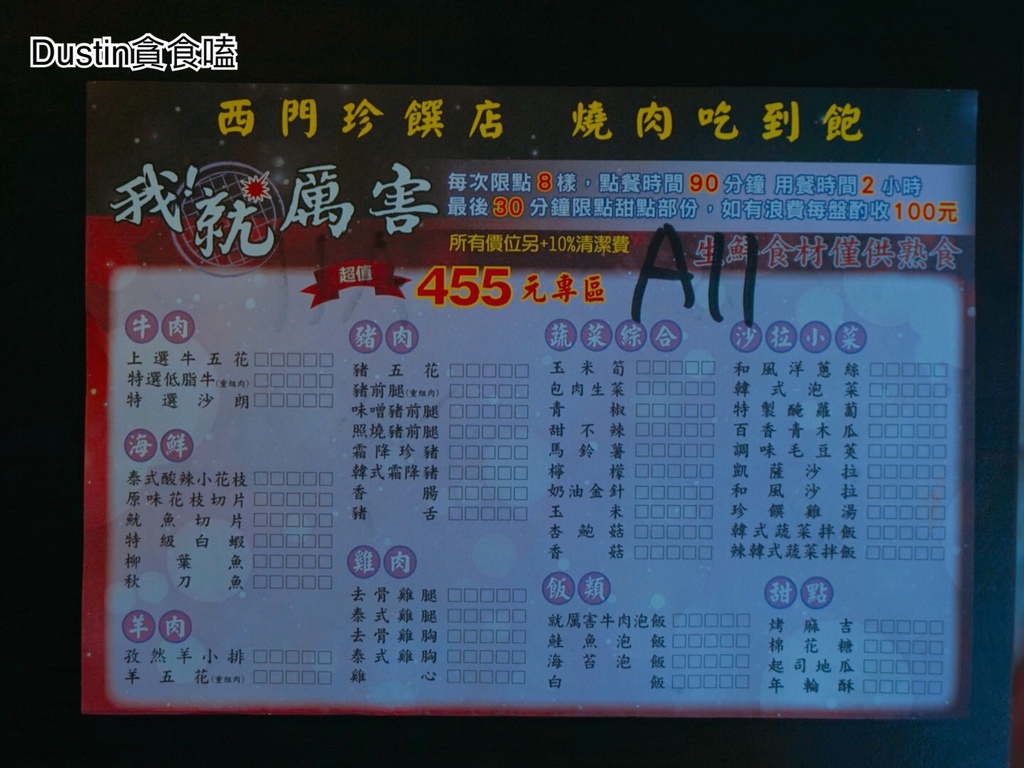 Dustin貪食嗑
西門珍饌店 燒肉吃到飽
我!就厲害
每次限點8樣，點餐時間90分鐘 用餐時間2小時
最後30分鐘限點甜點部份，如有浪費每盤酌收100元
所有價位另+10%清潔費
生鮮食材僅供熟食
超值 455元專區
All
牛肉
上選牛五花
特選低脂牛(重組肉)
特選沙朗
海鮮
泰式酸辣小花枝
原味花枝切片
魷魚切片
特級白蝦
柳葉魚
秋刀魚
羊肉
孜然羊小排
羊五花(重組肉)
豬肉
豬五花
豬前腿(重組肉)
味噌豬前腿
照燒豬前腿
霜降珍豬
韓式霜降豬
香腸
豬舌
雞肉
去骨雞腿
泰式雞腿
去骨雞胸
泰式雞胸
雞心
蔬菜綜合
玉米筍
包肉生菜
青椒
甜不辣
馬鈴薯
檸檬
奶油金針
玉米
杏鮑菇
香菇
飯類
就厲害牛肉泡飯
鮭魚泡飯
海苔泡飯
白飯
沙拉小菜
和風洋蔥絲
韓式泡菜
特製醃蘿蔔
百香青木瓜
調味毛豆莢
凱薩沙拉
和風沙拉
珍饌雞湯
韓式蔬菜拌飯
辣韓式蔬菜拌飯
甜點
烤麻吉
棉花糖
起司地瓜
年輪酥